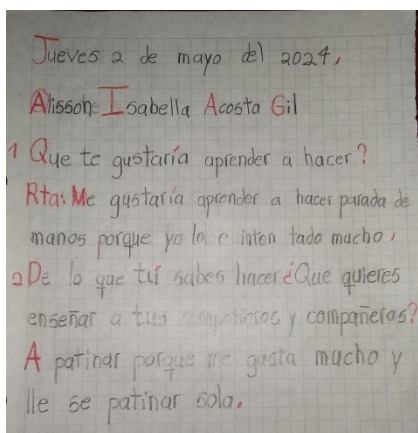 Jueves 2 de mayo del 2024,
Alisson Isabella Acosta Gil
1 Que te gustaría aprender a hacer?
Rta: Me gustaría aprender a hacer parada de
manos porque yo lo e inten tado mucho,
2 De lo que tú sabes hacer ¿Que quieres
enseñar a tus compañeros y compañeras?
A patinar porque me gusta mucho y
lle se patinar sola.